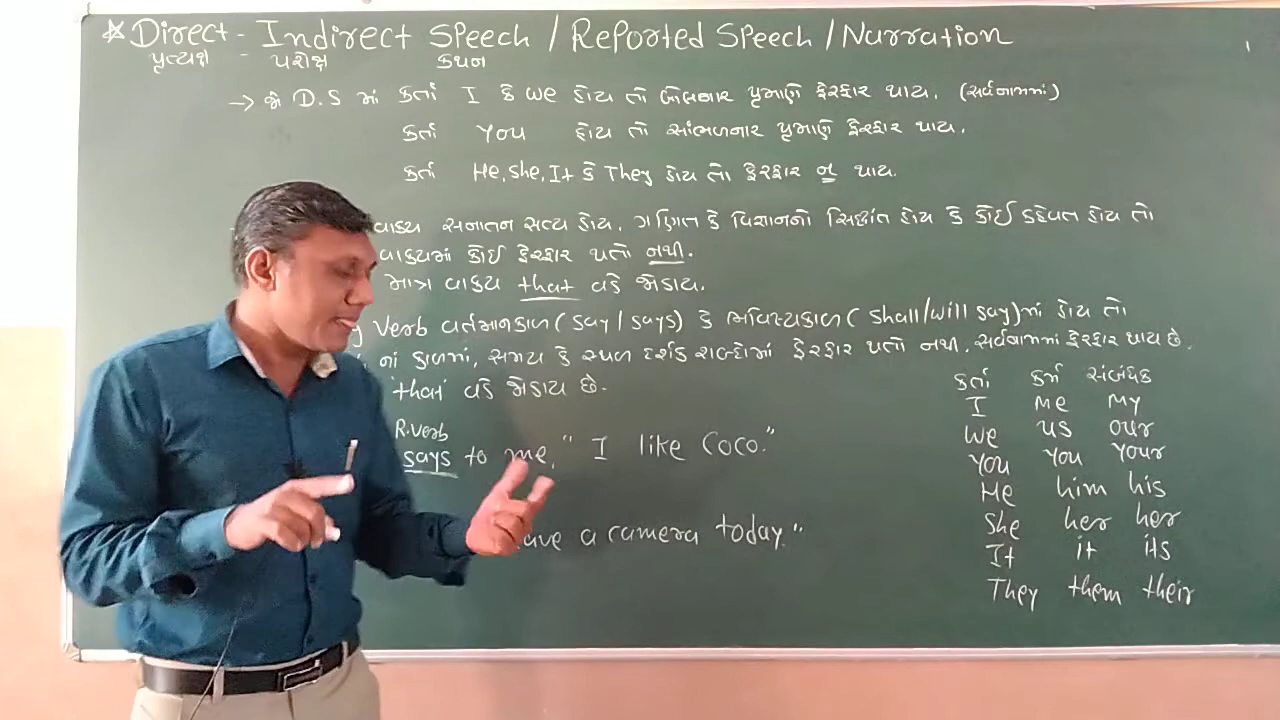 * Direct - Indirect Speech / Reported Speech / Narration
પ્રત્યક્ષ - પરોક્ષ કથન
→ જો D.S માં કર્તા I કે we હોય તો બોલનાર પ્રમાણે ફેરફાર થાય. (સર્વનામમાં)
કર્તા you હોય તો સાંભળનાર પ્રમાણે ફેરફાર થાય.
કર્તા He, she, It કે They હોય તો ફેરફાર ન થાય.
વાક્ય સનાતન સત્ય હોય, ગણિત કે વિજ્ઞાનનો સિદ્ધાંત હોય કે કોઈ કહેવત હોય તો
વાક્યમાં કોઈ ફેરફાર થતો નથી.
માત્ર વાક્ય that વડે જોડાય.
Verb વર્તમાનકાળ (say / says) કે ભવિષ્યકાળ (shall/will say)માં હોય તો
નાં કાળમાં, સમય કે સ્થળ દર્શક શબ્દોમાં ફેરફાર થતો નથી. સર્વનામમાં ફેરફાર થાય છે.
that વડે જોડાય છે.
કર્તા કર્મ સંબંધક
I me my
We us our
You you your
He him his
She her her
It it its
They them their
R.verb
says to me, " I like Coco."
a camera today."